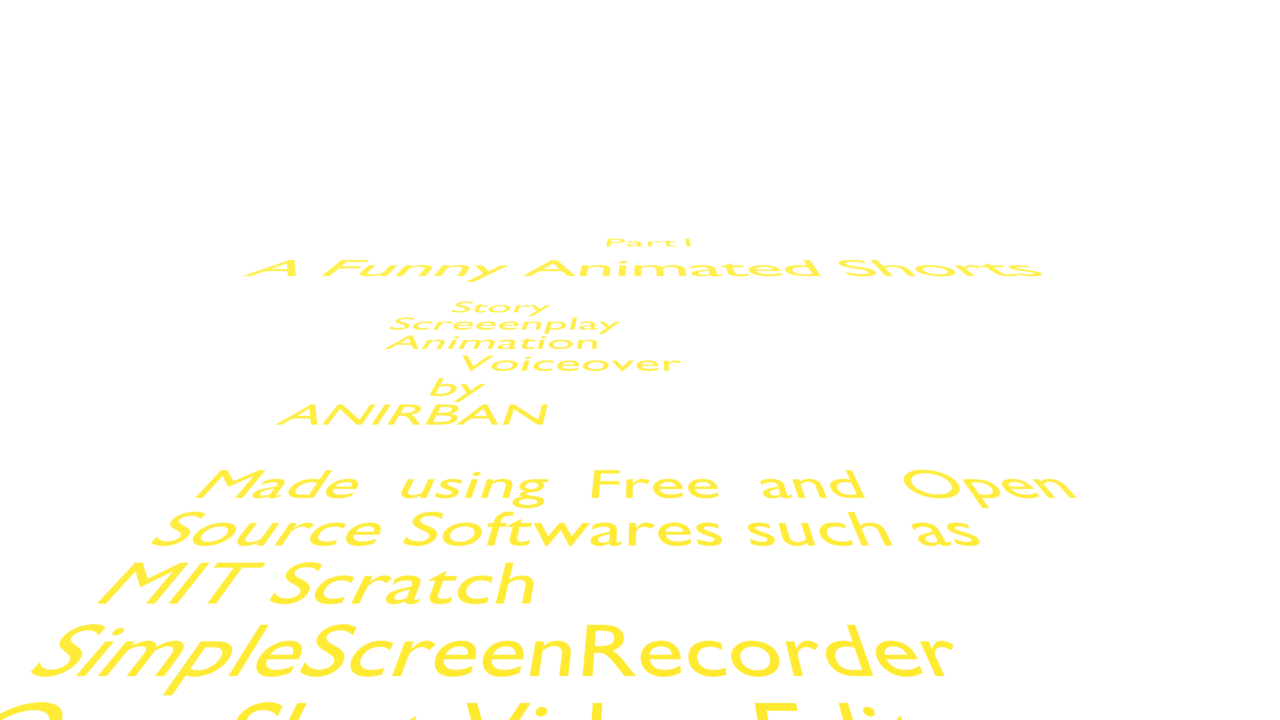 Part I
A Funny Animated Shorts
Story
Screeenplay
Animation
Voiceover
by
ANIRBAN
Made using Free and Open
Source Softwares such as
MIT Scratch
SimpleScreenRecorder